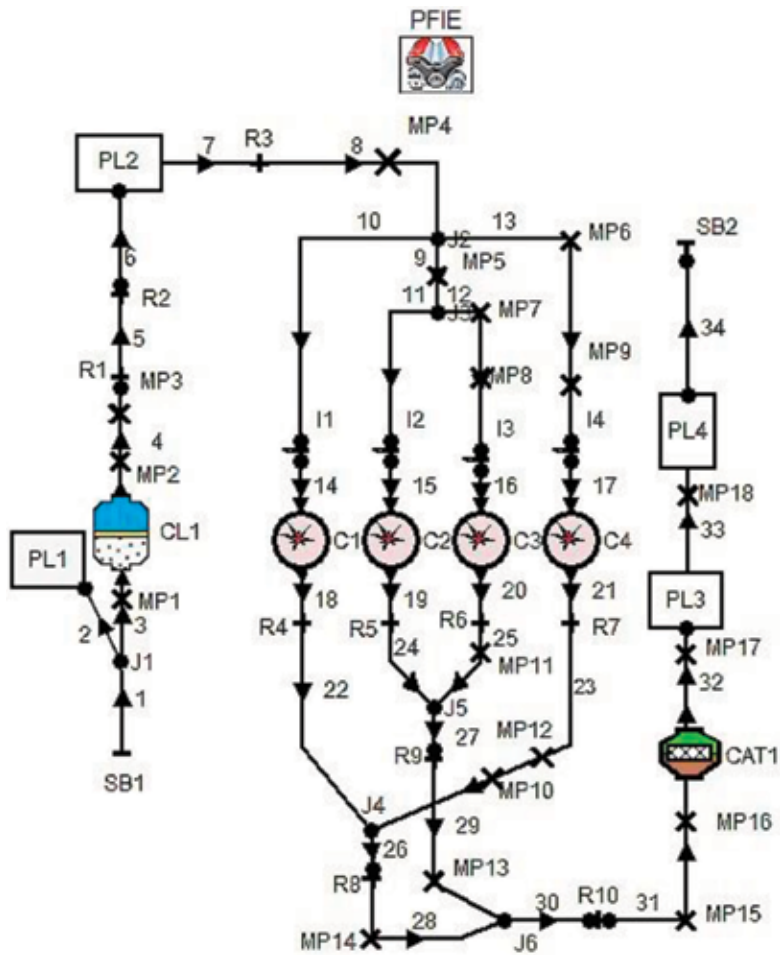 PFIE
MP4
PL2
7
R3
8
10
J2
13
MP6
SB2
6
9
MP5
R2
11
12
J3
MP7
5
34
R1
MP3
MP8
MP9
4
I1
I2
I3
I4
PL4
MP2
14
15
16
17
MP18
33
CL1
PL1
C1
C2
C3
C4
MP1
18
19
20
21
PL3
2
3
R4
R5
R6
R7
J1
24
25
MP11
MP17
32
1
22
23
J5
SB1
27
MP12
R9
CAT1
MP10
J4
29
MP16
26
R8
MP13
30
R10
31
MP15
MP14
28
J6